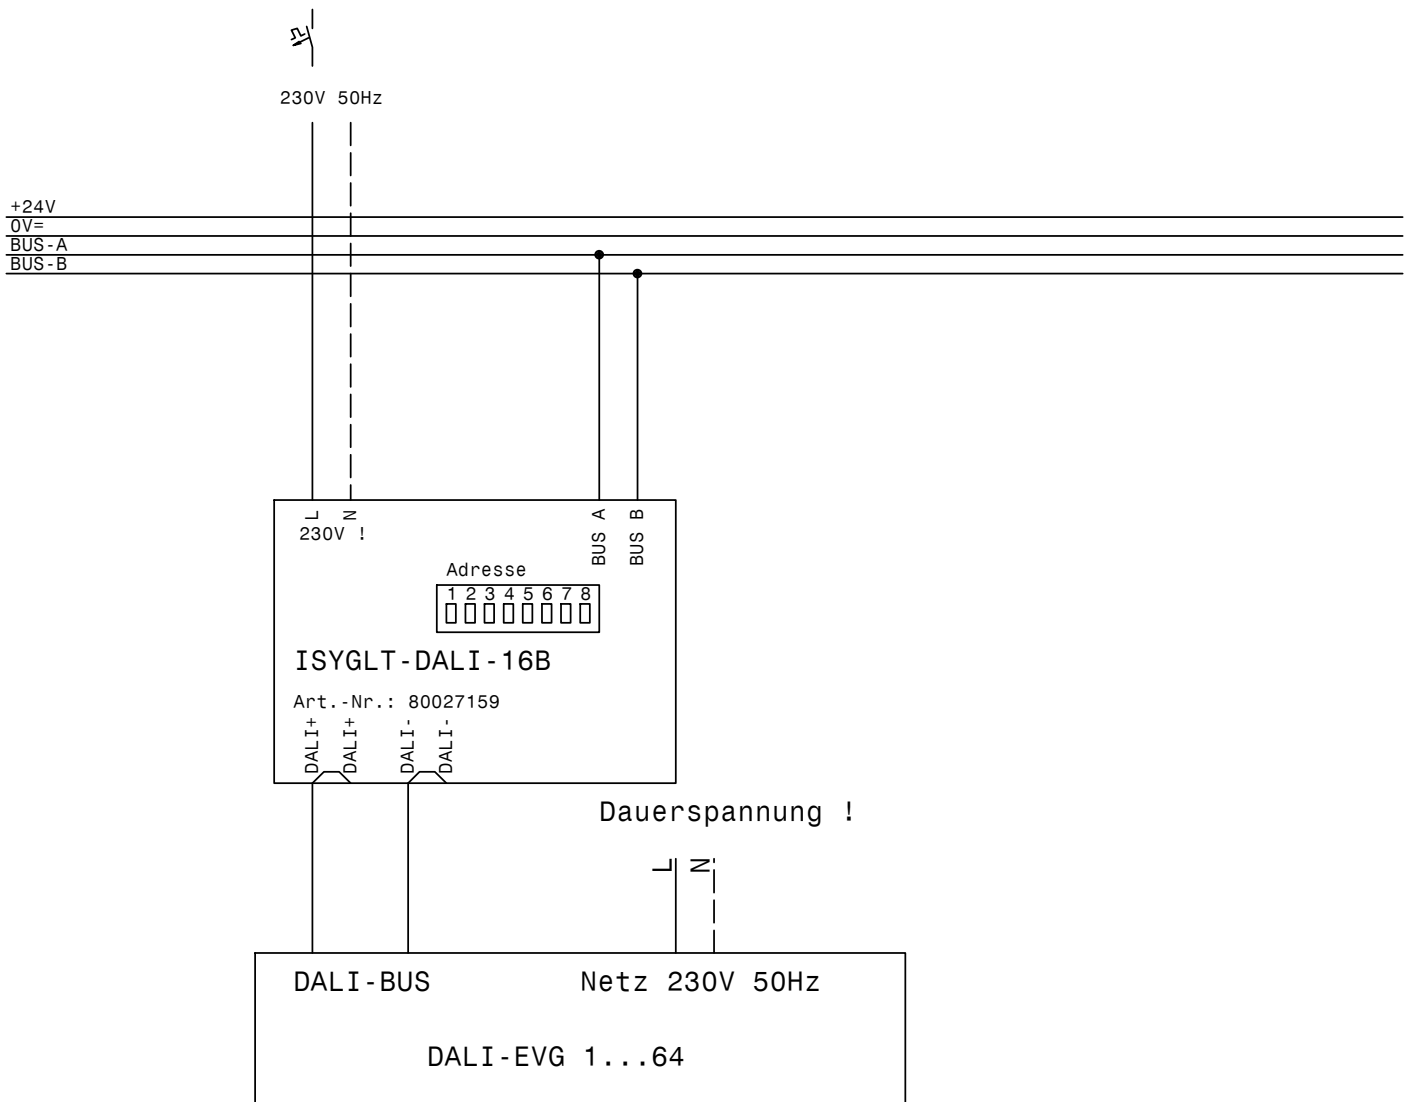 230V 50Hz
+24V
0V=
BUS-A
BUS-B
L N BUS A BUS B
230V !
Adresse
1 2 3 4 5 6 7 8
ISYGLT-DALI-16B
Art.-Nr.: 80027159
DALI+ DALI+ DALI- DALI-
Dauerspannung !
L N
DALI-BUS Netz 230V 50Hz
DALI-EVG 1...64